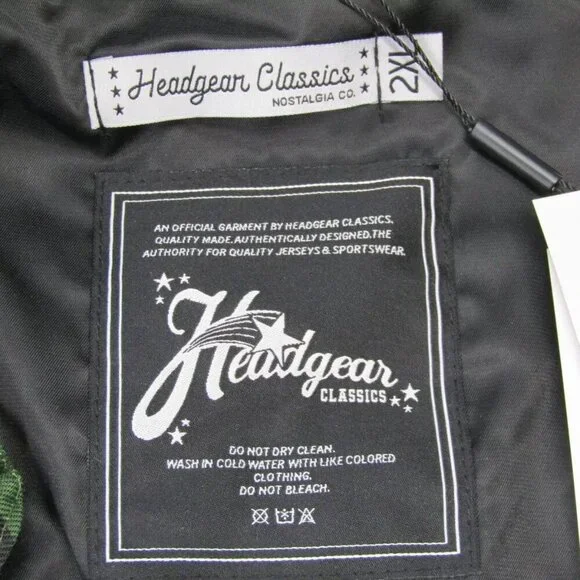 Headgear Classics
NOSTALGIA CO.
2XL
AN OFFICIAL GARMENT BY HEADGEAR CLASSICS.
QUALITY MADE.AUTHENTICALLY DESIGNED.THE
AUTHORITY FOR QUALITY JERSEYS & SPORTSWEAR.
Headgear
CLASSICS
DO NOT DRY CLEAN.
WASH IN COLD WATER WITH LIKE COLORED
CLOTHING.
DO NOT BLEACH.